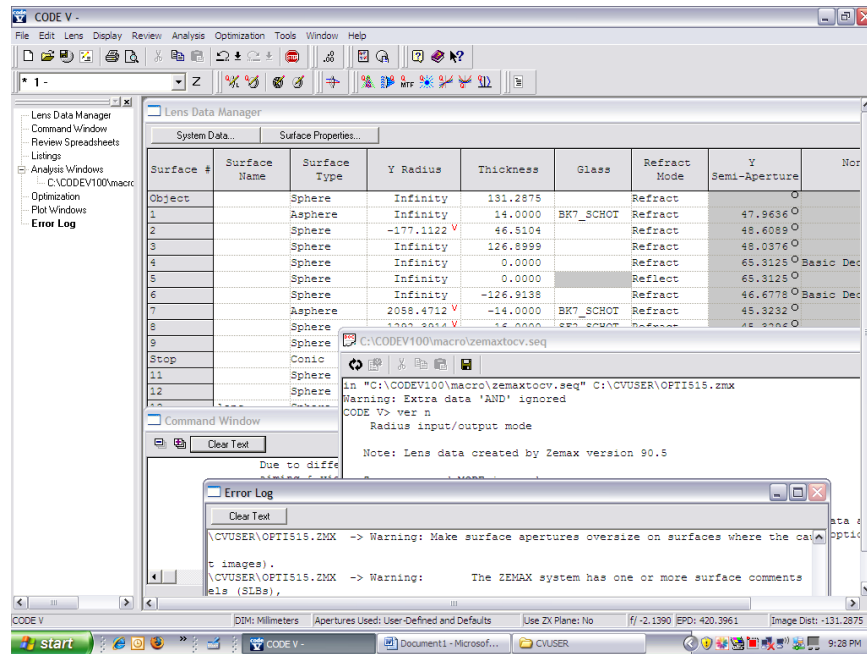 CODE V -
File Edit Lens Display Review Analysis Optimization Tools Window Help
* 1 - Z MTF
Lens Data Manager
Command Window
Review Spreadsheets
Listings
Analysis Windows
C:\CODEV100\macro
Optimization
Plot Windows
Error Log
Lens Data Manager
System Data... Surface Properties...
Surface # Surface Name Surface Type Y Radius Thickness Glass Refract Mode Y Semi-Aperture Nor
Object Sphere Infinity 131.2875 Refract O
1 Asphere Infinity 14.0000 BK7_SCHOT Refract 47.9636 O
2 Sphere -177.1122 V 46.5104 Refract 48.6089 O
3 Sphere Infinity 126.8999 Refract 48.0376 O
4 Sphere Infinity 0.0000 Refract 65.3125 O Basic Dec
5 Sphere Infinity 0.0000 Reflect 65.3125 O
6 Sphere Infinity -126.9138 Refract 46.6778 O Basic Dec
7 Asphere 2058.4712 V -14.0000 BK7_SCHOT Refract 45.3232 O
8 Sphere
9 Sphere
Stop Conic
11 Sphere
12 Sphere
C:\CODEV100\macro\zemaxtocv.seq
in "C:\CODEV100\macro\zemaxtocv.seq" C:\CVUSER\OPTI515.zmx
Warning: Extra data 'AND' ignored
CODE V> ver n
Radius input/output mode
Note: Lens data created by Zemax version 90.5
Command Window
Clear Text
Due to diffe
Error Log
Clear Text
\CVUSER\OPTI515.ZMX -> Warning: Make surface apertures oversize on surfaces where the ca
t images).
\CVUSER\OPTI515.ZMX -> Warning: The ZEMAX system has one or more surface comments
els (SLBs),
ata a
optic
CODE V DIM: Millimeters Apertures Used: User-Defined and Defaults Use ZX Plane: No f/ -2.1390 EPD: 420.3961 Image Dist: -131.2875
start CODE V - Document1 - Microsof... CVUSER 9:28 PM